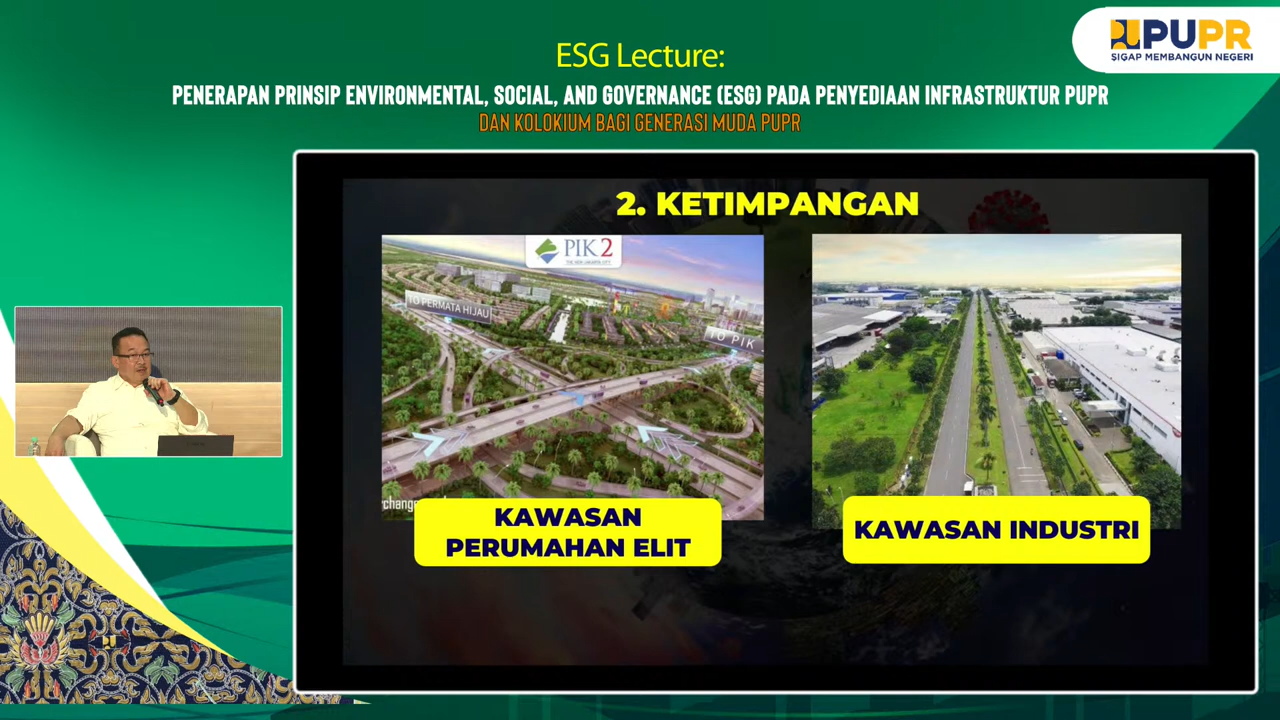 ESG Lecture:
PENERAPAN PRINSIP ENVIRONMENTAL, SOCIAL, AND GOVERNANCE (ESG) PADA PENYEDIAAN INFRASTRUKTUR PUPR
DAN KOLOKIUM BAGI GENERASI MUDA PUPR
PUPR
SIGAP MEMBANGUN NEGERI
2. KETIMPANGAN
PIK 2
THE NEW JAKARTA CITY
TO PERMATA HIJAU
TO PIK
KAWASAN
PERUMAHAN ELIT
KAWASAN INDUSTRI